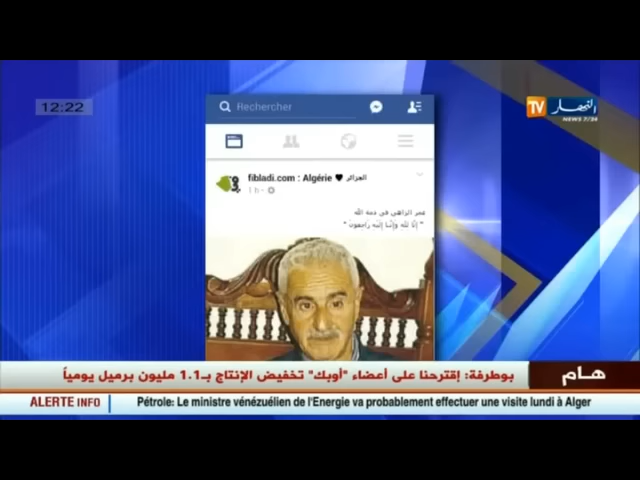 12:22
Rechercher
TV النهار
NEWS 7/24
fibladi.com : Algérie ♥ الجزائر
1 h
عمر الزاهي في ذمة الله
" إنا لله وإنا إليه راجعون "
هـام
بوطرفة: إقترحنا على أعضاء "أوبك" تخفيض الإنتاج بـ1.1 مليون برميل يومياً
ALERTE INFO
Pétrole: Le ministre vénézuélien de l'Energie va probablement effectuer une visite lundi à Alger